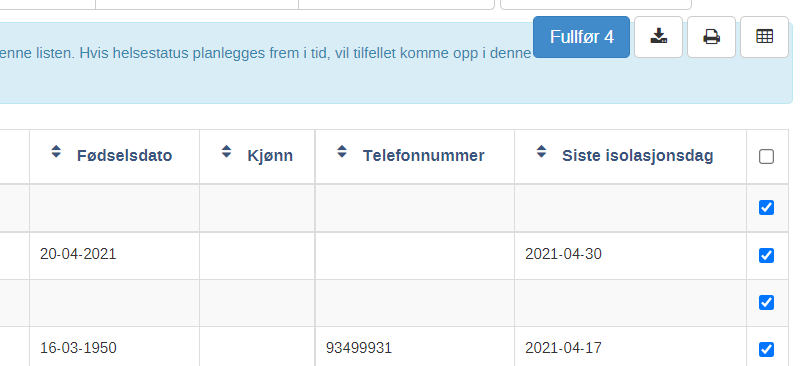 enne listen. Hvis helsestatus planlegges frem i tid, vil tilfellet komme opp i denne
Fullfør 4
Fødselsdato Kjønn Telefonnummer Siste isolasjonsdag
20-04-2021 2021-04-30
16-03-1950 93499931 2021-04-17